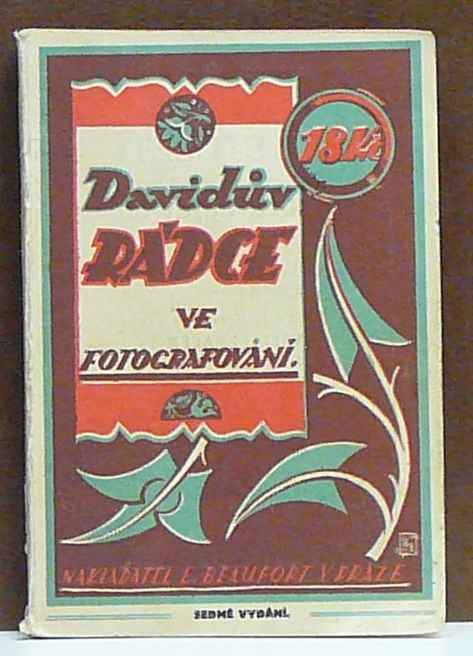 18 Kč
Davidův
RÁDCE
VE
FOTOGRAFOVÁNÍ.
NAKLADATEL E. BEAUFORT V PRAZE
SEDMÉ VYDÁNÍ.